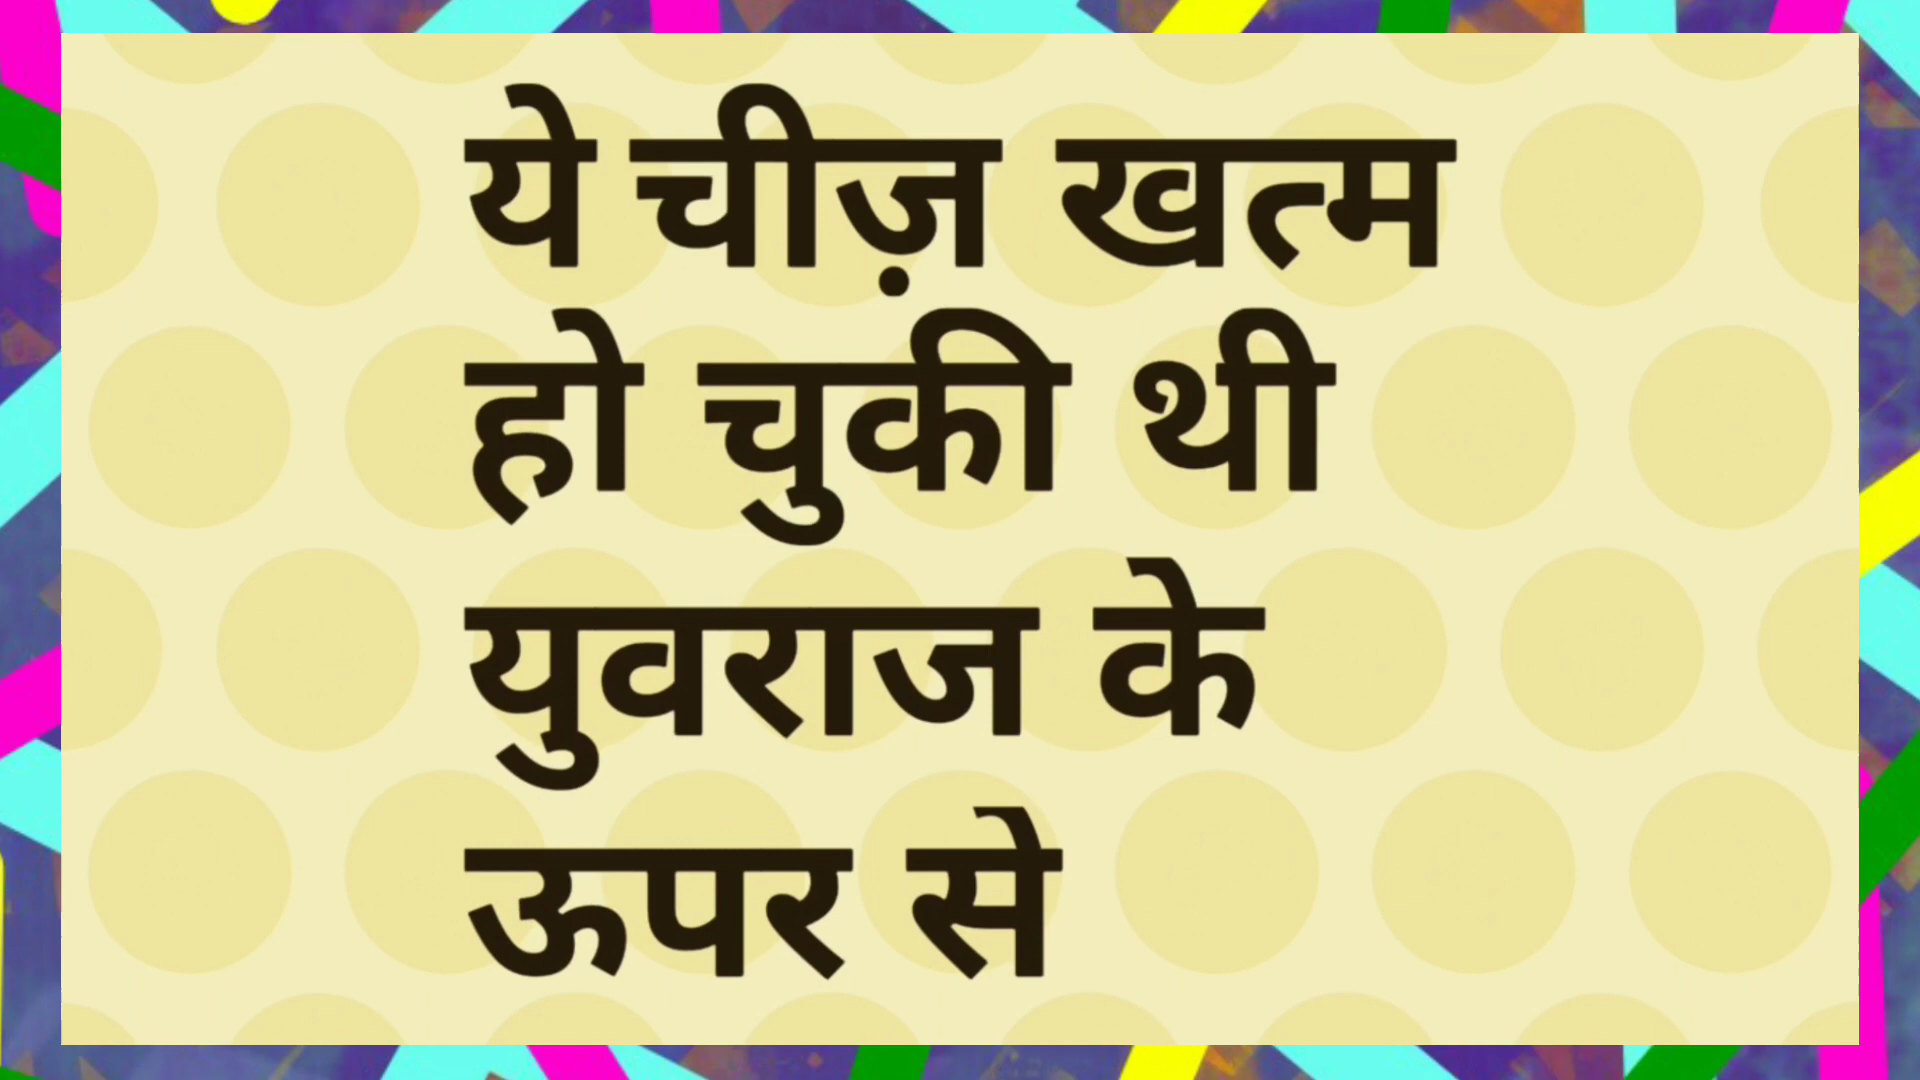 ये चीज़ खत्म
हो चुकी थी
युवराज के
ऊपर से